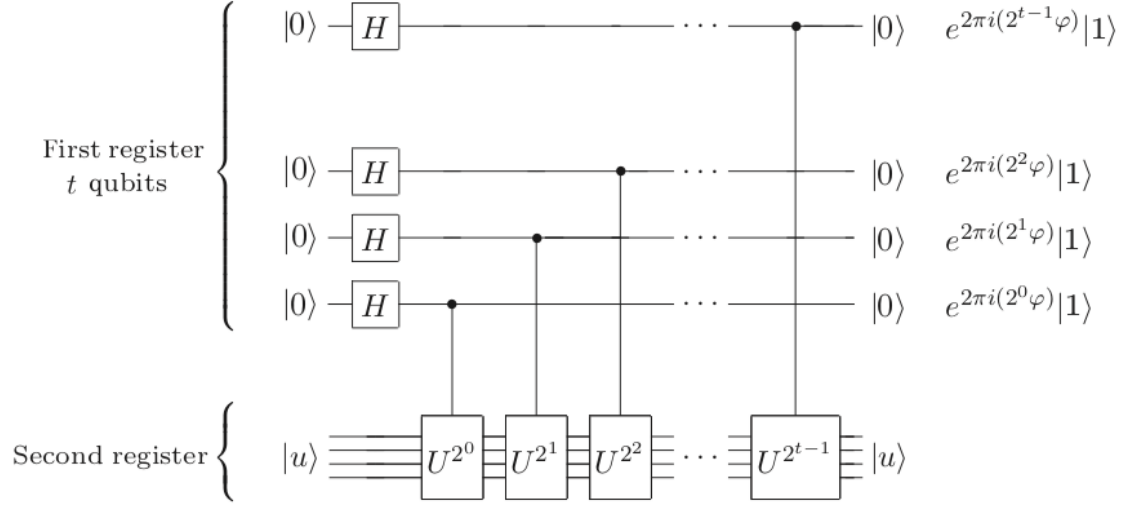 |0⟩ H ··· |0⟩ e^{2πi(2^{t−1}φ)}|1⟩
First register
t qubits
|0⟩ H ··· |0⟩ e^{2πi(2^2φ)}|1⟩
|0⟩ H ··· |0⟩ e^{2πi(2^1φ)}|1⟩
|0⟩ H ··· |0⟩ e^{2πi(2^0φ)}|1⟩
Second register |u⟩ U^{2^0} U^{2^1} U^{2^2} ··· U^{2^{t−1}} |u⟩